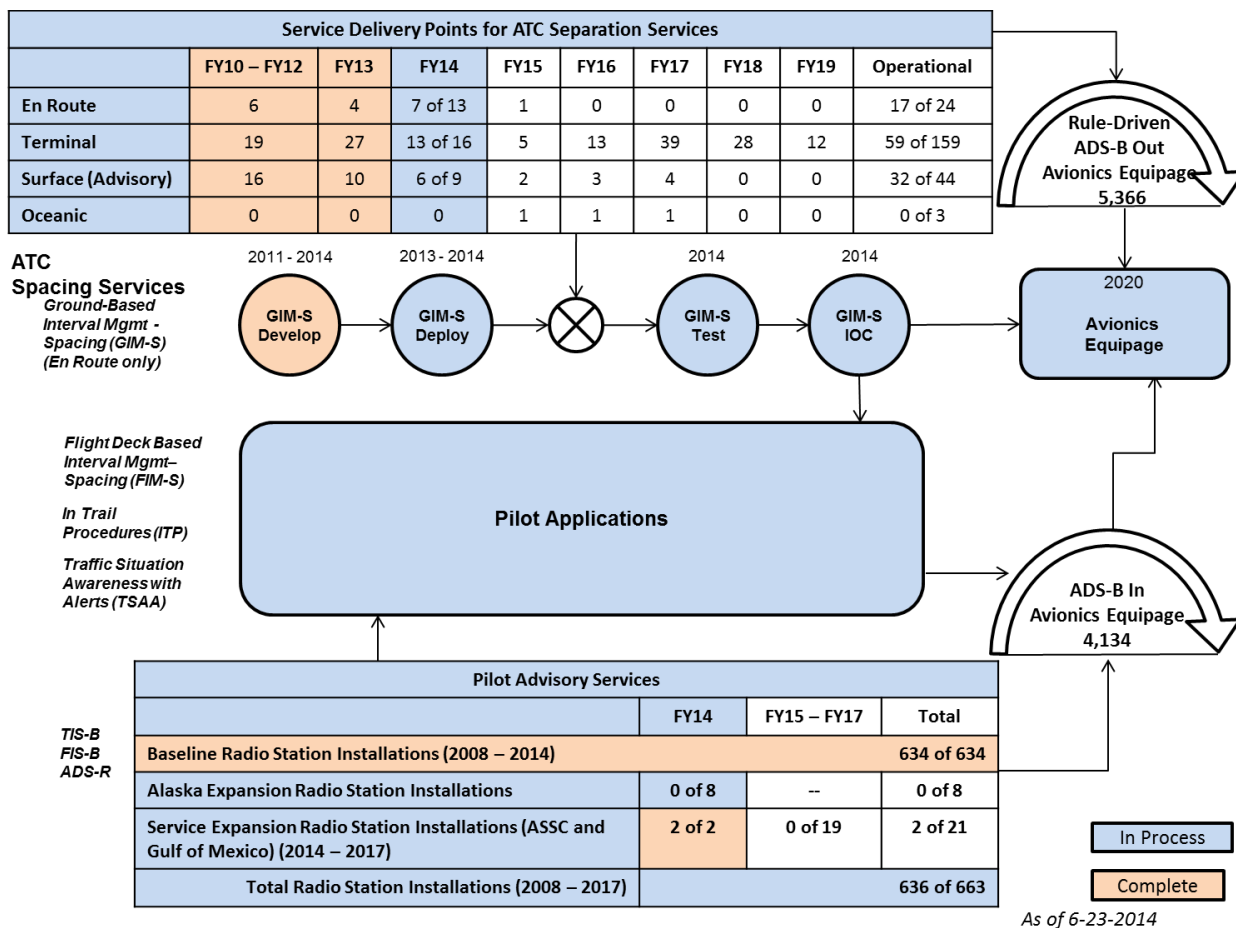 Service Delivery Points for ATC Separation Services
FY10 – FY12 FY13 FY14 FY15 FY16 FY17 FY18 FY19 Operational
En Route 6 4 7 of 13 1 0 0 0 0 17 of 24
Terminal 19 27 13 of 16 5 13 39 28 12 59 of 159
Surface (Advisory) 16 10 6 of 9 2 3 4 0 0 32 of 44
Oceanic 0 0 0 1 1 1 0 0 0 of 3
Rule-Driven
ADS-B Out
Avionics Equipage
5,366
ATC
Spacing Services
Ground-Based
Interval Mgmt -
Spacing (GIM-S)
(En Route only)
2011 - 2014
GIM-S
Develop
2013 - 2014
GIM-S
Deploy
2014
GIM-S
Test
2014
GIM-S
IOC
2020
Avionics
Equipage
Flight Deck Based
Interval Mgmt–
Spacing (FIM-S)
In Trail
Procedures (ITP)
Traffic Situation
Awareness with
Alerts (TSAA)
Pilot Applications
ADS-B In
Avionics Equipage
4,134
TIS-B
FIS-B
ADS-R
Pilot Advisory Services
FY14 FY15 – FY17 Total
Baseline Radio Station Installations (2008 – 2014) 634 of 634
Alaska Expansion Radio Station Installations 0 of 8 -- 0 of 8
Service Expansion Radio Station Installations (ASSC and
Gulf of Mexico) (2014 – 2017) 2 of 2 0 of 19 2 of 21
Total Radio Station Installations (2008 – 2017) 636 of 663
In Process
Complete
As of 6-23-2014